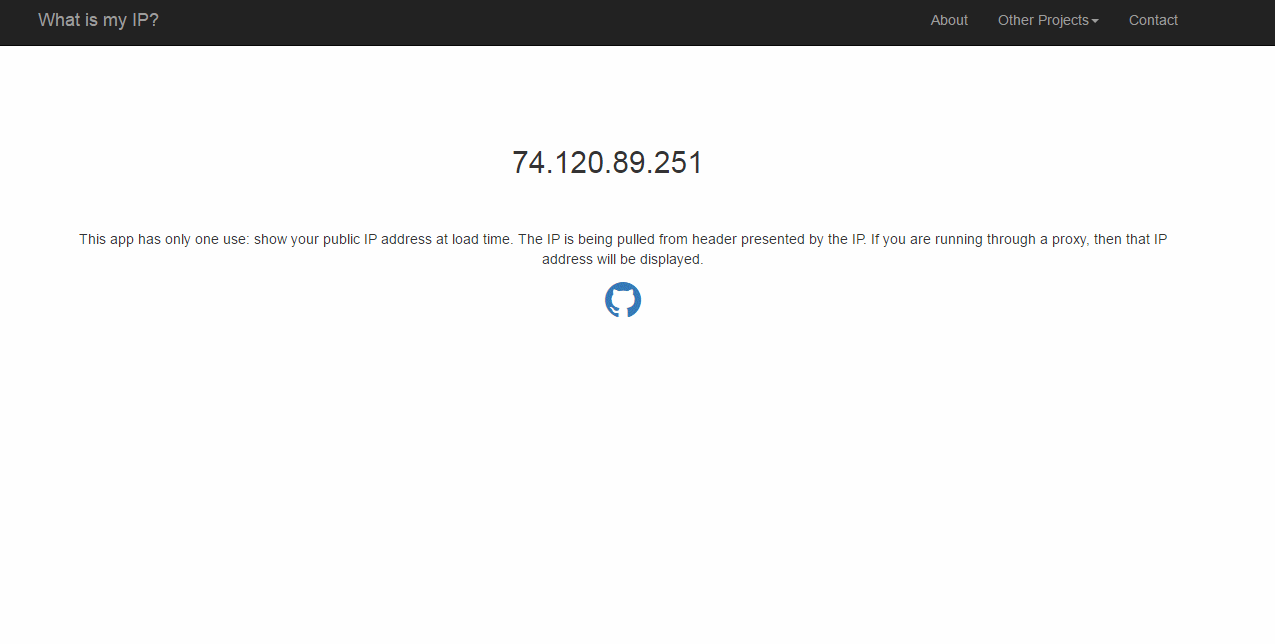 What is my IP?
About
Other Projects
Contact
74.120.89.251
This app has only one use: show your public IP address at load time. The IP is being pulled from header presented by the IP. If you are running through a proxy, then that IP
address will be displayed.